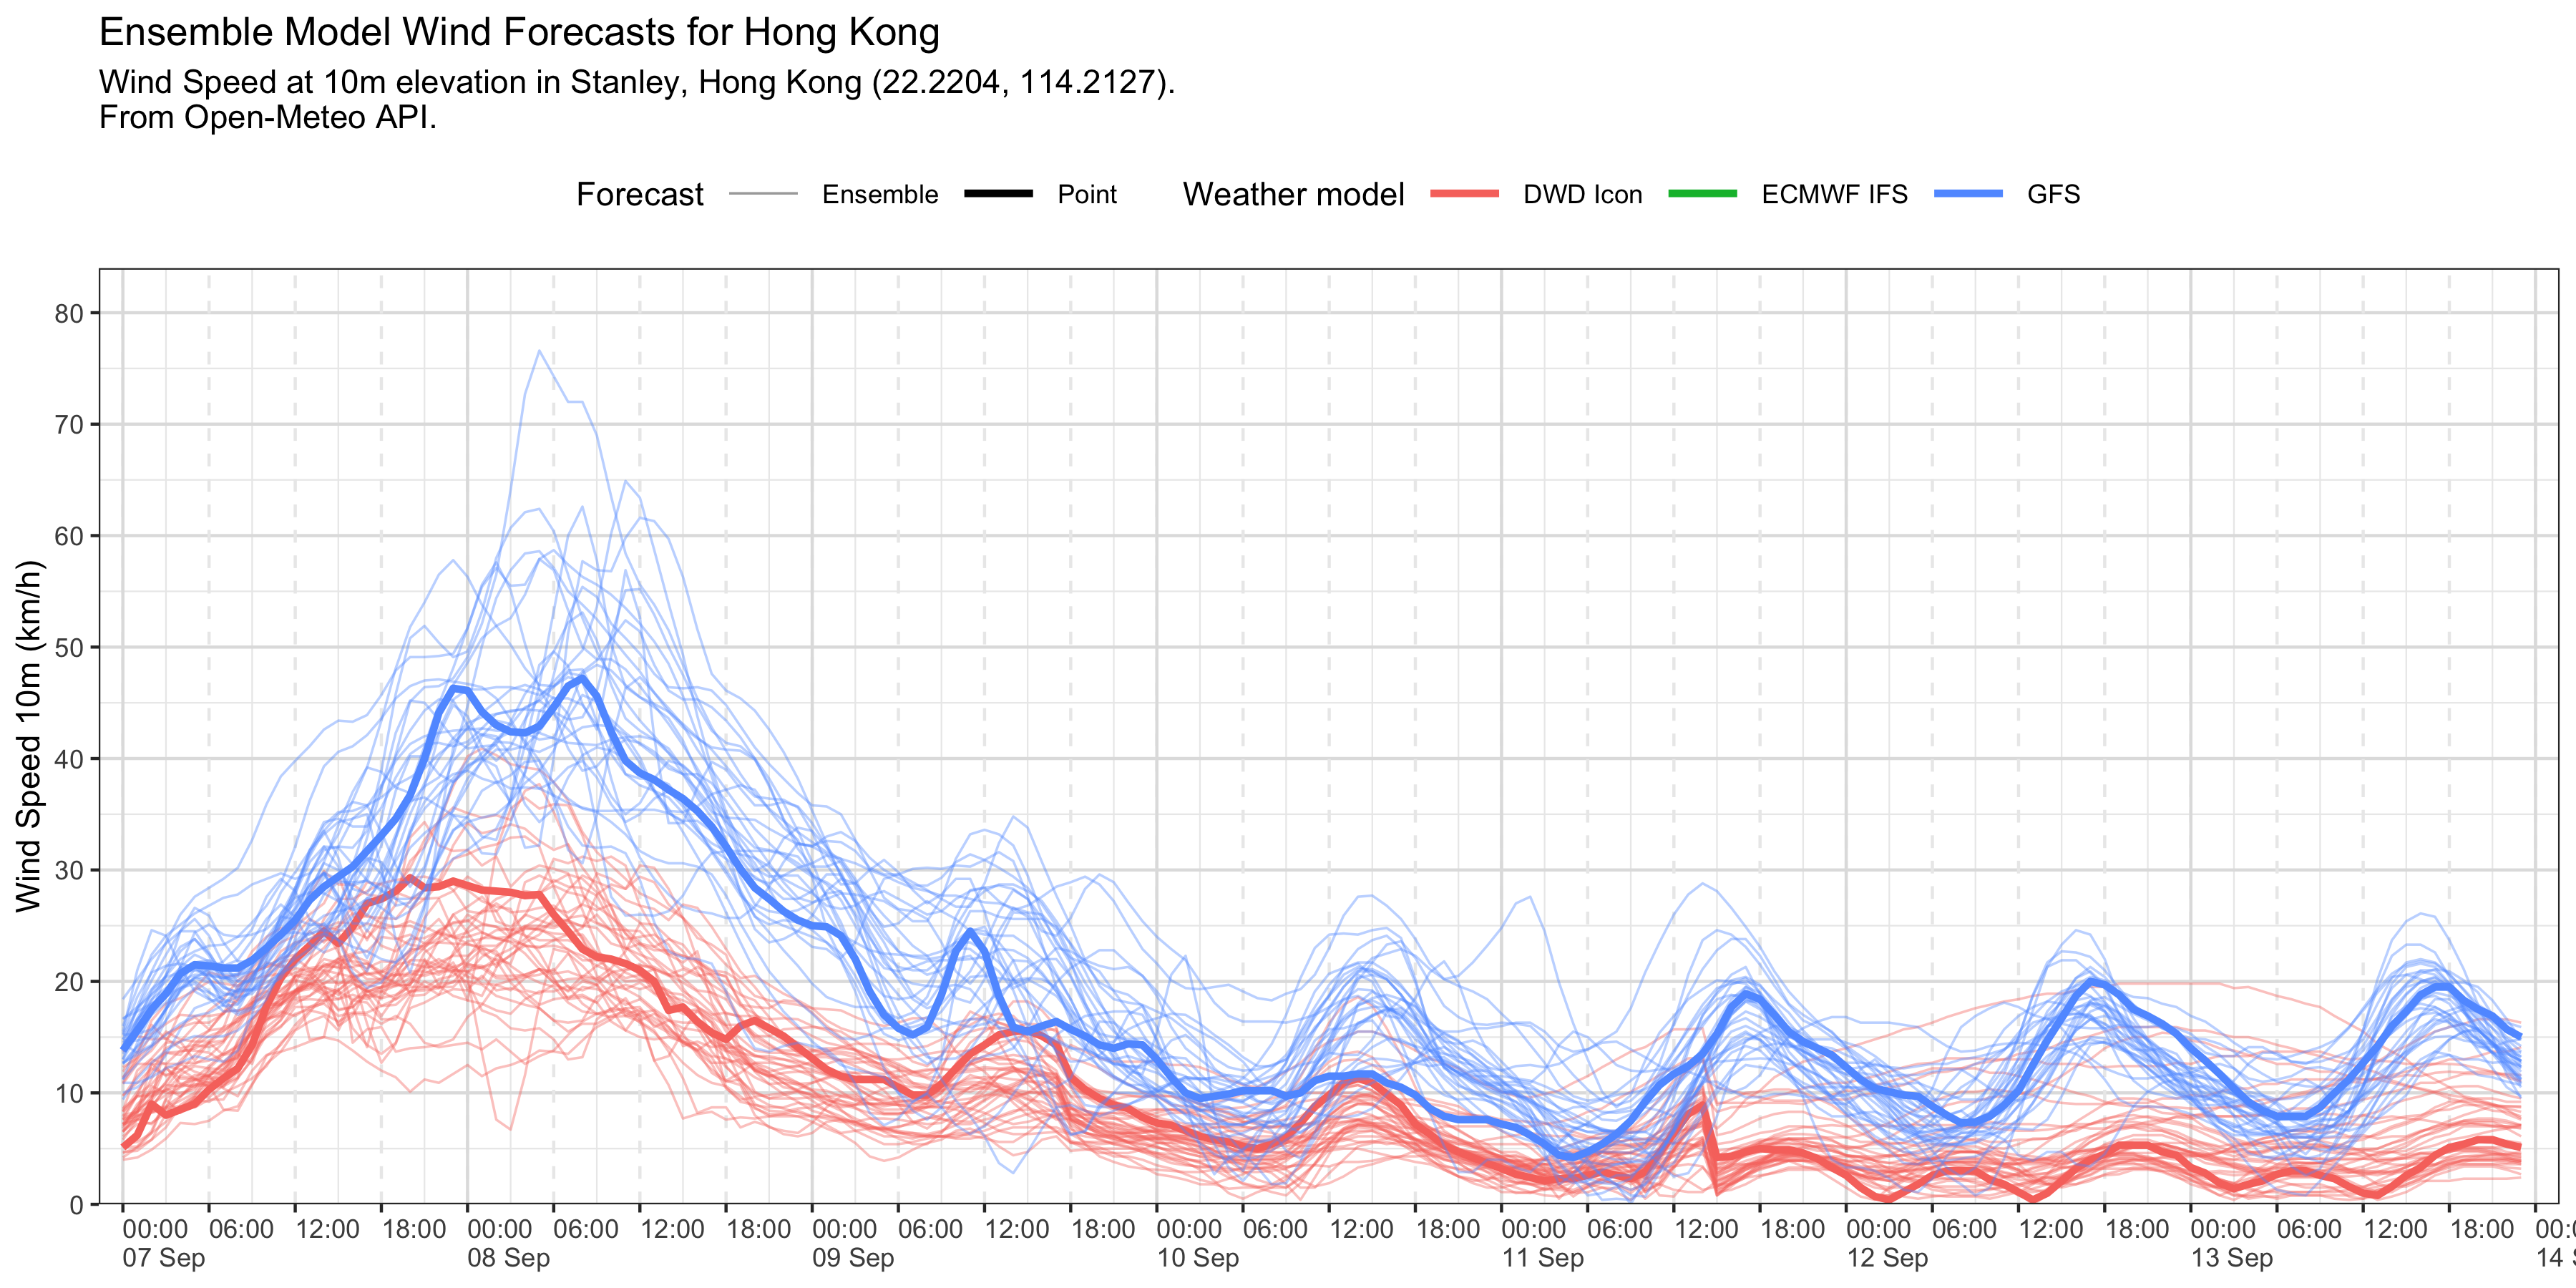 Ensemble Model Wind Forecasts for Hong Kong
Wind Speed at 10m elevation in Stanley, Hong Kong (22.2204, 114.2127).
From Open-Meteo API.
Forecast Ensemble Point Weather model DWD Icon ECMWF IFS GFS
Wind Speed 10m (km/h)
80
70
60
50
40
30
20
10
0
00:00 06:00 12:00 18:00 00:00 06:00 12:00 18:00 00:00 06:00 12:00 18:00 00:00 06:00 12:00 18:00 00:00 06:00 12:00 18:00 00:00 06:00 12:00 18:00 00:00 06:00 12:00 18:00 00:0
07 Sep 08 Sep 09 Sep 10 Sep 11 Sep 12 Sep 13 Sep 14 S